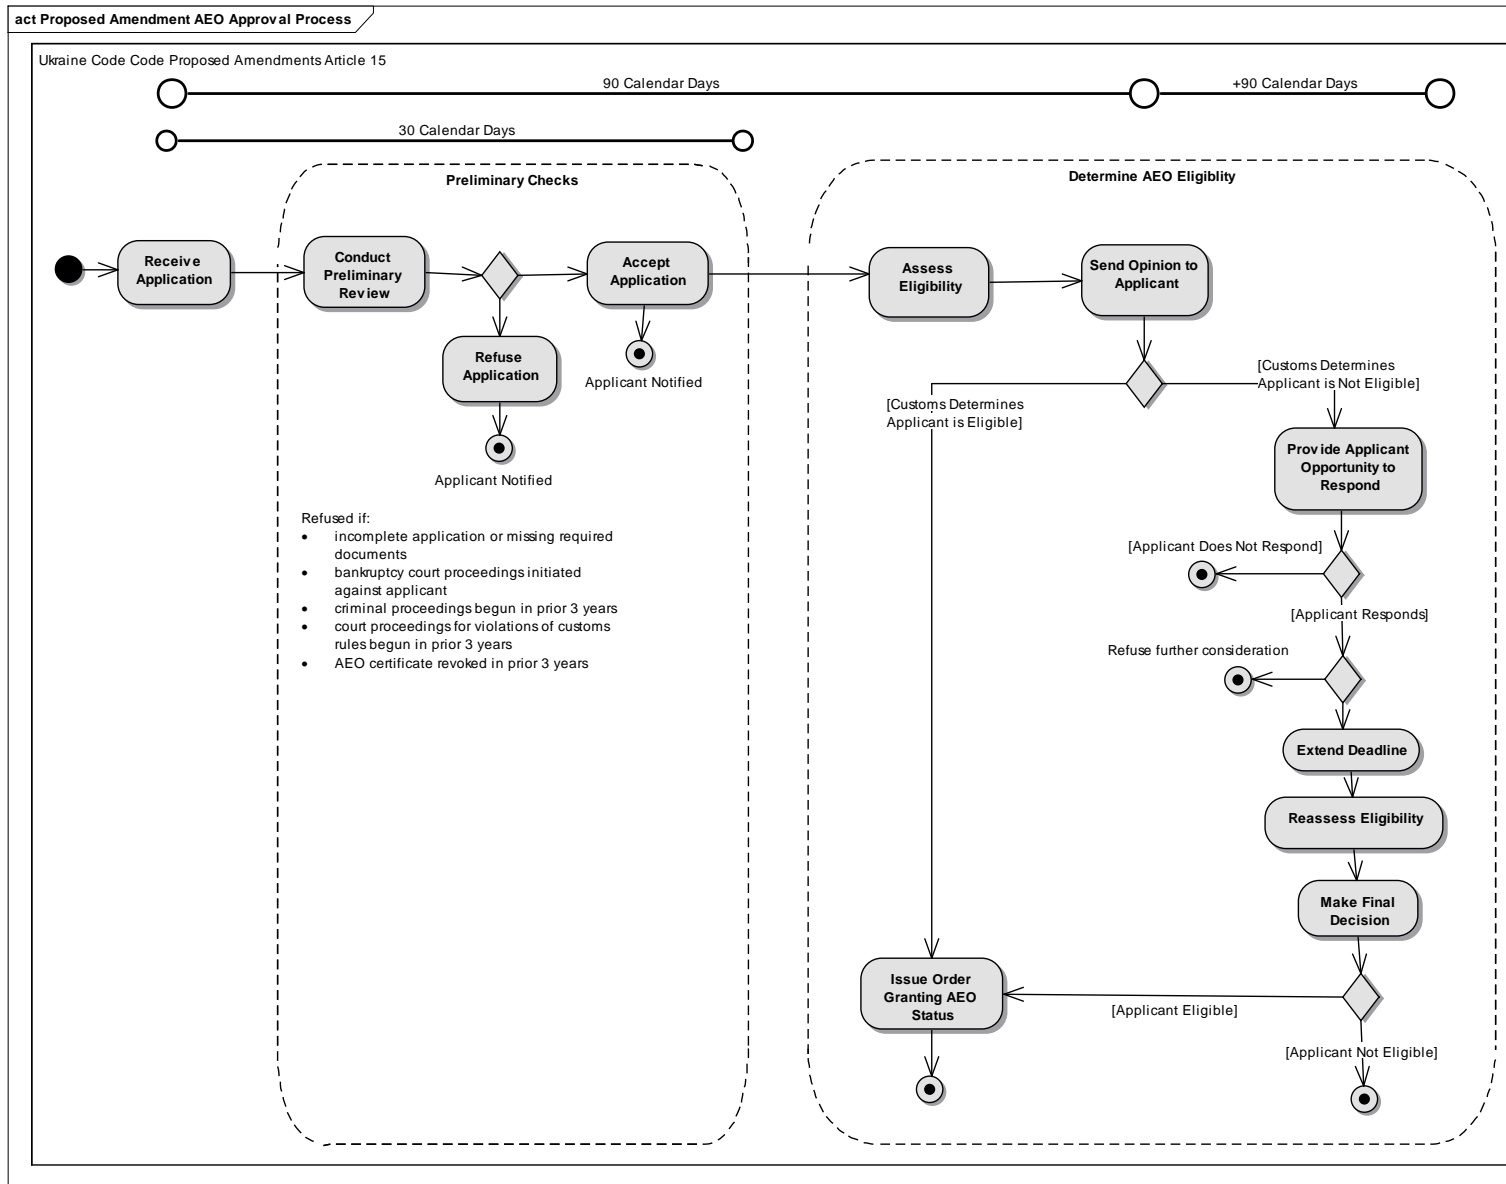 act Proposed Amendment AEO Approval Process
Ukraine Code Code Proposed Amendments Article 15
90 Calendar Days
+90 Calendar Days
30 Calendar Days
Preliminary Checks
Determine AEO Eligiblity
Receive
Application
Conduct
Preliminary
Review
Accept
Application
Assess
Eligibility
Send Opinion to
Applicant
Refuse
Application
Applicant Notified
Applicant Notified
[Customs Determines
Applicant is Eligible]
[Customs Determines
Applicant is Not Eligible]
Provide Applicant
Opportunity to
Respond
Refused if:
• incomplete application or missing required
documents
• bankruptcy court proceedings initiated
against applicant
• criminal proceedings begun in prior 3 years
• court proceedings for violations of customs
rules begun in prior 3 years
• AEO certificate revoked in prior 3 years
[Applicant Does Not Respond]
[Applicant Responds]
Refuse further consideration
Extend Deadline
Reassess Eligibility
Make Final
Decision
Issue Order
Granting AEO
Status
[Applicant Eligible]
[Applicant Not Eligible]